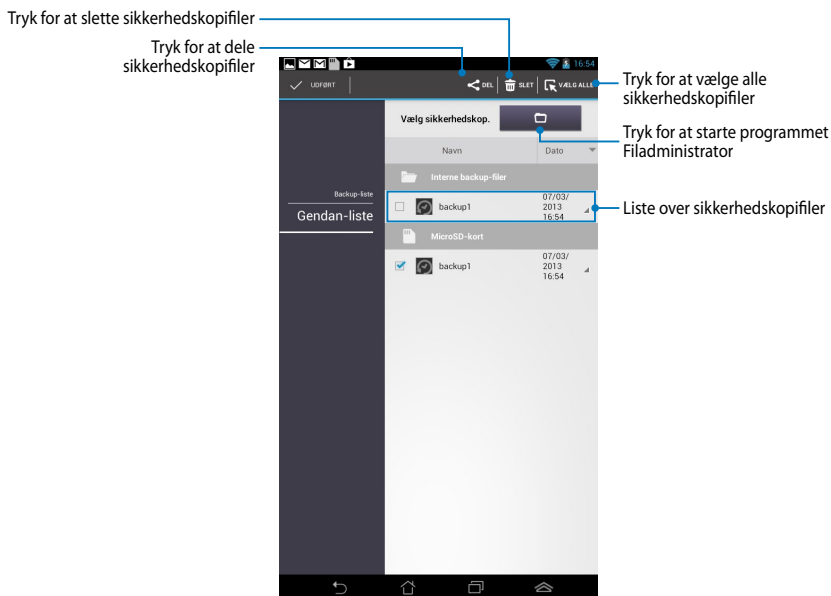 Tryk for at slette sikkerhedskopifiler
Tryk for at dele
sikkerhedskopifiler
16:54
UDFØRT
DEL
SLET
VÆLG ALLE
Tryk for at vælge alle
sikkerhedskopifiler
Vælg sikkerhedskop.
Tryk for at starte programmet
Filadministrator
Navn
Dato
Interne backup-filer
Backup-liste
Gendan-liste
backup1
07/03/
2013
16:54
Liste over sikkerhedskopifiler
MicroSD-kort
backup1
07/03/
2013
16:54